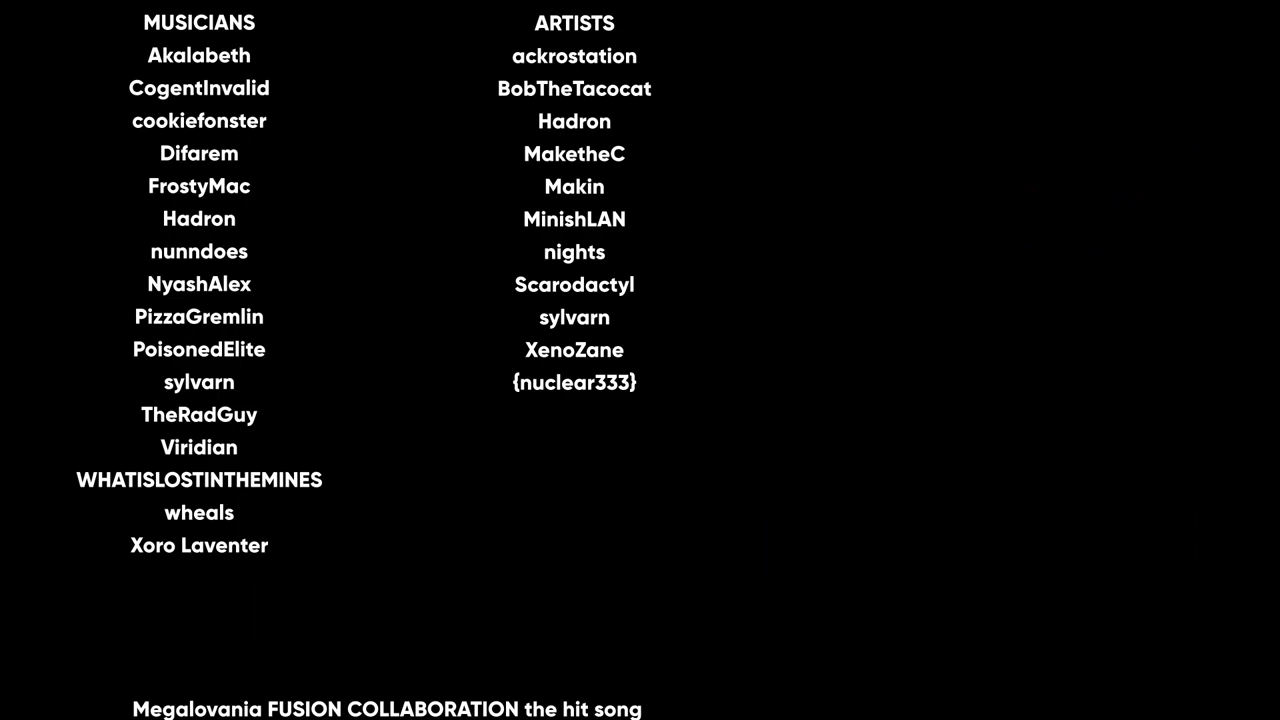 MUSICIANS
Akalabeth
CogentInvalid
cookiefonster
Difarem
FrostyMac
Hadron
nunndoes
NyashAlex
PizzaGremlin
PoisonedElite
sylvarn
TheRadGuy
Viridian
WHATISLOSTINTHEMINES
wheals
Xoro Laventer
ARTISTS
ackrostation
BobTheTacocat
Hadron
MaketheC
Makin
MinishLAN
nights
Scarodactyl
sylvarn
XenoZane
{nuclear333}
Megalovania FUSION COLLABORATION the hit song